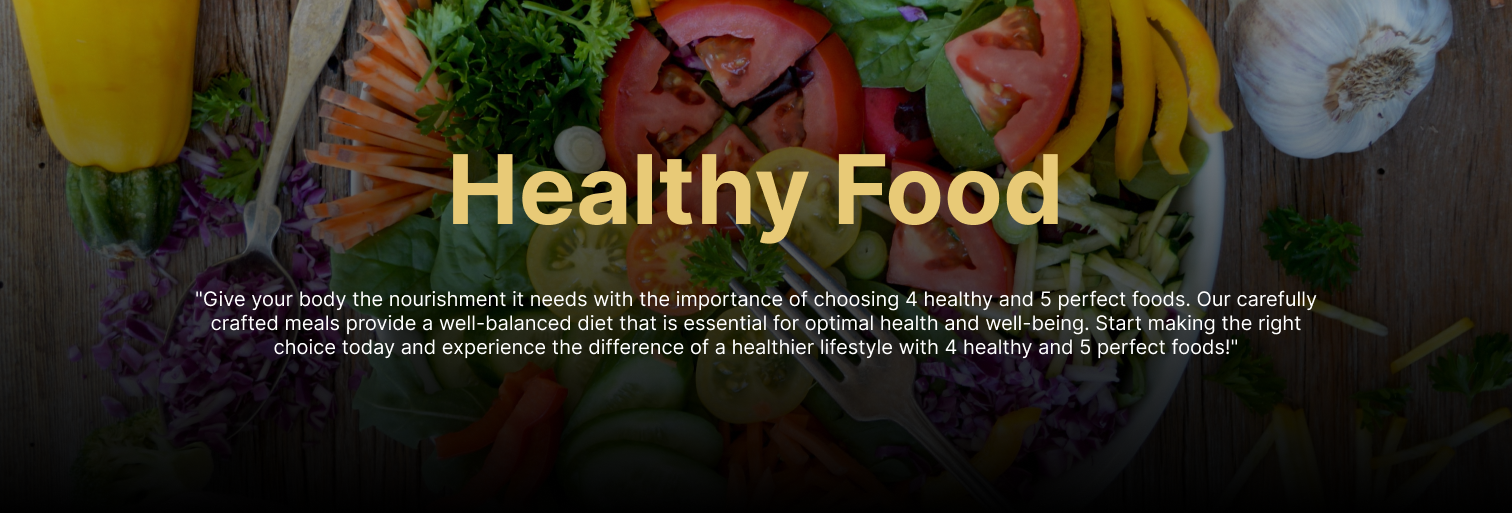 Healthy Food
"Give your body the nourishment it needs with the importance of choosing 4 healthy and 5 perfect foods. Our carefully
crafted meals provide a well-balanced diet that is essential for optimal health and well-being. Start making the right
choice today and experience the difference of a healthier lifestyle with 4 healthy and 5 perfect foods!"